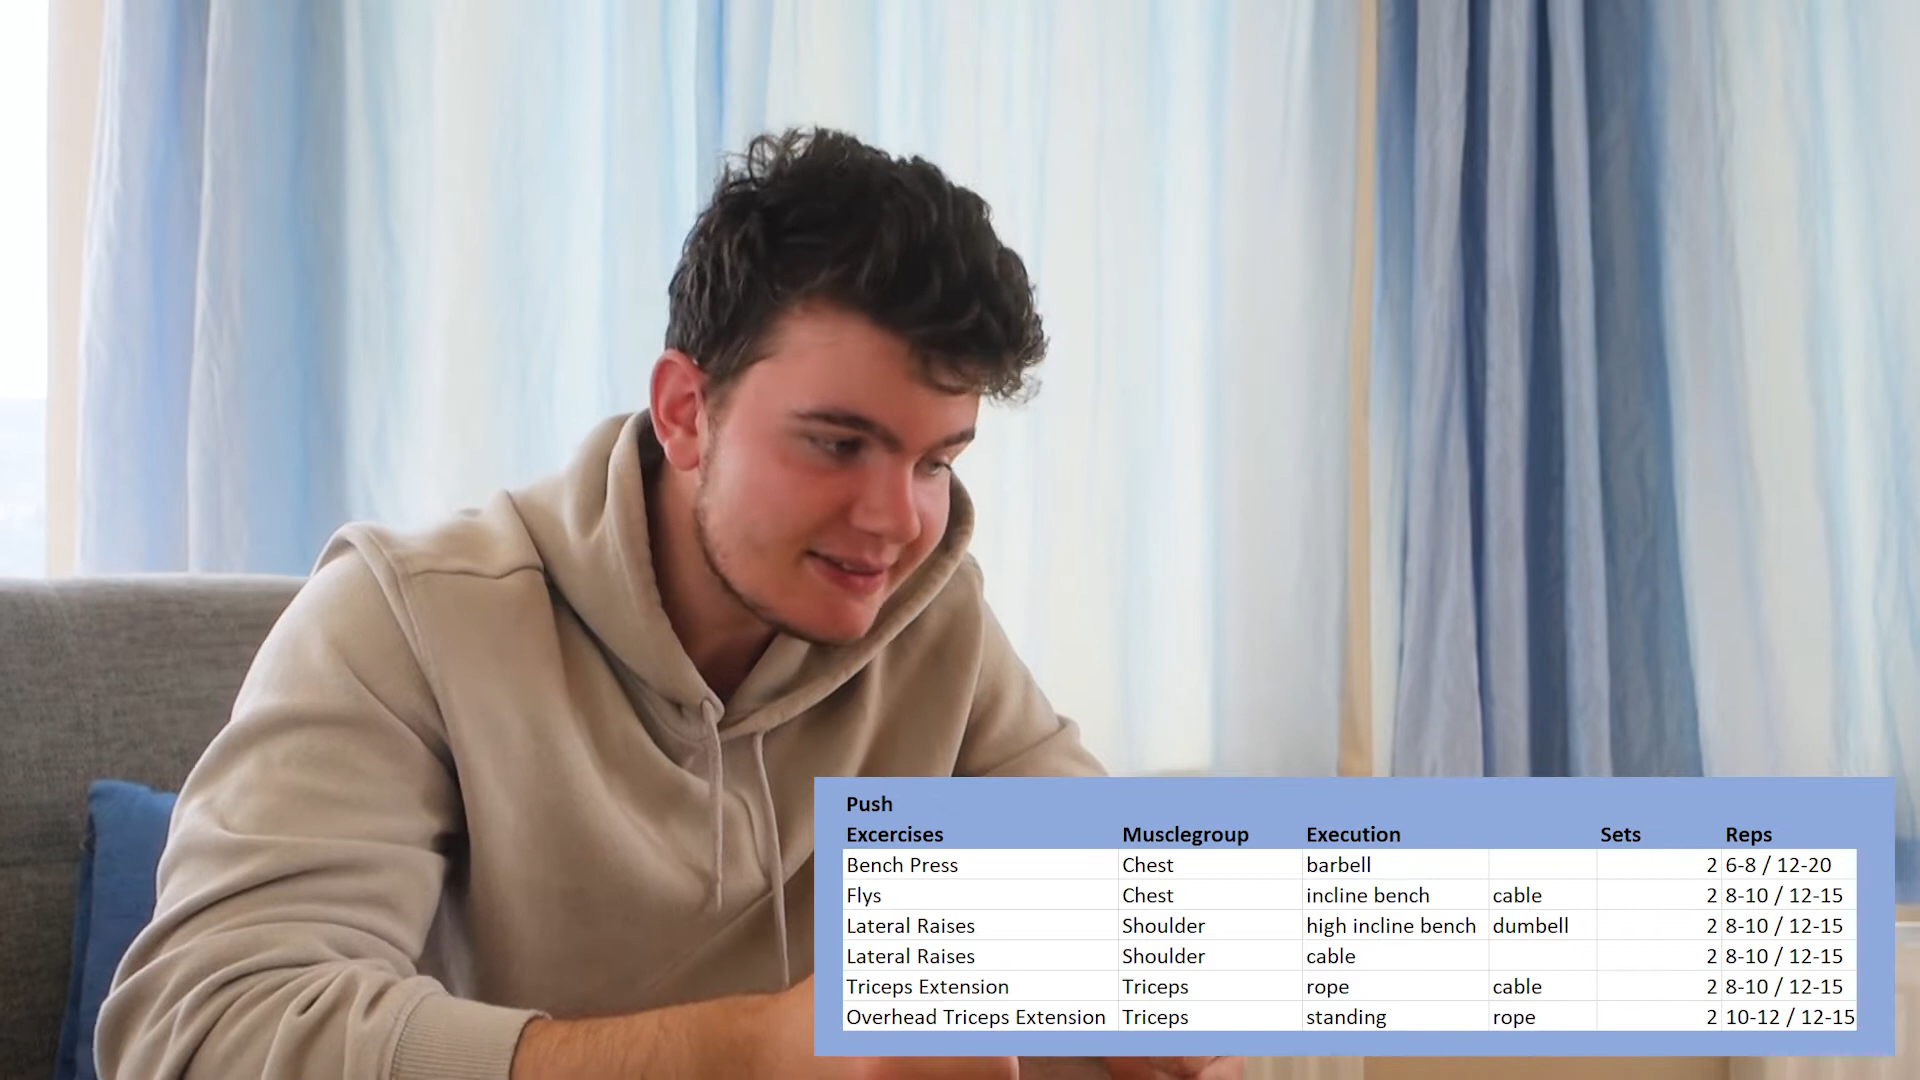 Push
Excercises Musclegroup Execution Sets Reps
Bench Press Chest barbell 2 6-8 / 12-20
Flys Chest incline bench cable 2 8-10 / 12-15
Lateral Raises Shoulder high incline bench dumbell 2 8-10 / 12-15
Lateral Raises Shoulder cable 2 8-10 / 12-15
Triceps Extension Triceps rope cable 2 8-10 / 12-15
Overhead Triceps Extension Triceps standing rope 2 10-12 / 12-15